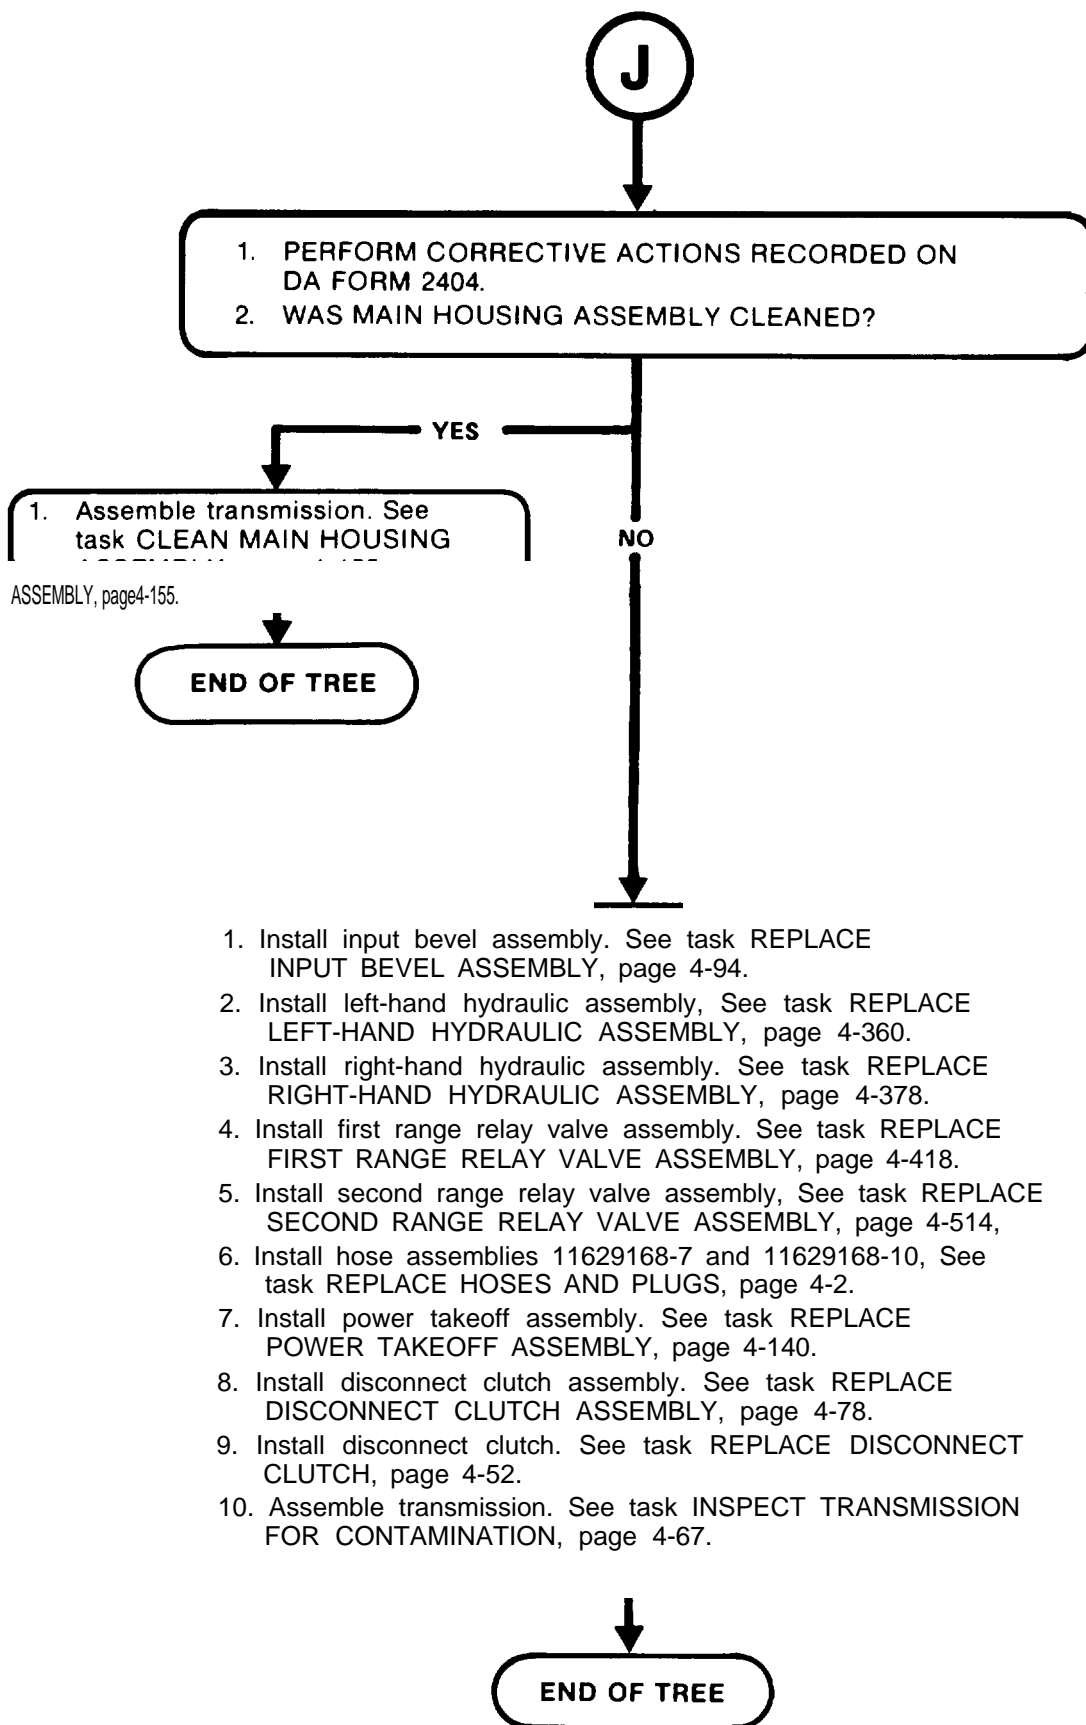 J
1. PERFORM CORRECTIVE ACTIONS RECORDED ON
DA FORM 2404.
2. WAS MAIN HOUSING ASSEMBLY CLEANED?
YES
1. Assemble transmission. See
task CLEAN MAIN HOUSING
ASSEMBLY, page4-155.
END OF TREE
NO
1. Install input bevel assembly. See task REPLACE
INPUT BEVEL ASSEMBLY, page 4-94.
2. Install left-hand hydraulic assembly, See task REPLACE
LEFT-HAND HYDRAULIC ASSEMBLY, page 4-360.
3. Install right-hand hydraulic assembly. See task REPLACE
RIGHT-HAND HYDRAULIC ASSEMBLY, page 4-378.
4. Install first range relay valve assembly. See task REPLACE
FIRST RANGE RELAY VALVE ASSEMBLY, page 4-418.
5. Install second range relay valve assembly, See task REPLACE
SECOND RANGE RELAY VALVE ASSEMBLY, page 4-514,
6. Install hose assemblies 11629168-7 and 11629168-10, See
task REPLACE HOSES AND PLUGS, page 4-2.
7. Install power takeoff assembly. See task REPLACE
POWER TAKEOFF ASSEMBLY, page 4-140.
8. Install disconnect clutch assembly. See task REPLACE
DISCONNECT CLUTCH ASSEMBLY, page 4-78.
9. Install disconnect clutch. See task REPLACE DISCONNECT
CLUTCH, page 4-52.
10. Assemble transmission. See task INSPECT TRANSMISSION
FOR CONTAMINATION, page 4-67.
END OF TREE